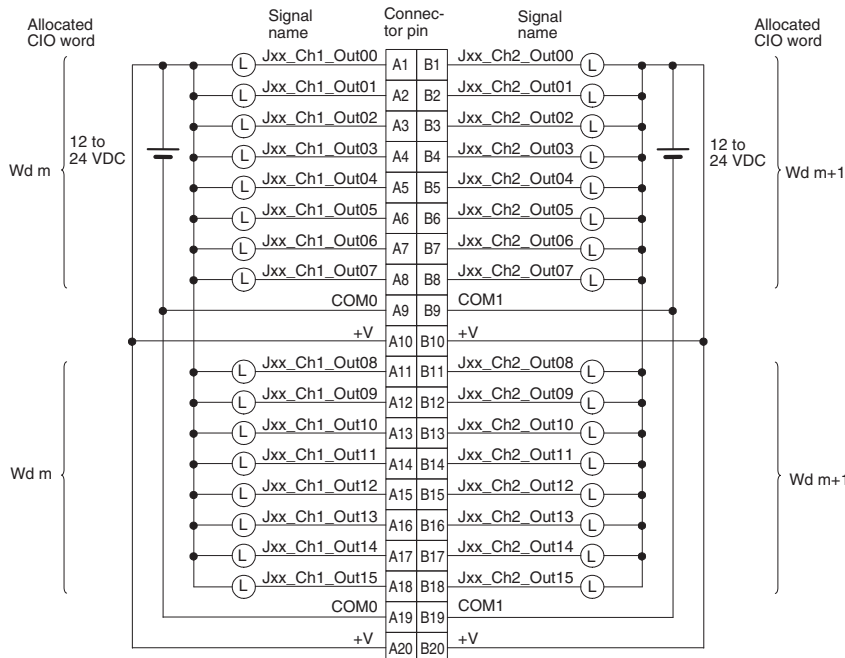 Allocated
CIO word
Signal
name
Connec-
tor pin
Signal
name
Allocated
CIO word
L Jxx_Ch1_Out00 A1 B1 Jxx_Ch2_Out00 L
L Jxx_Ch1_Out01 A2 B2 Jxx_Ch2_Out01 L
L Jxx_Ch1_Out02 A3 B3 Jxx_Ch2_Out02 L
12 to
24 VDC
L Jxx_Ch1_Out03 A4 B4 Jxx_Ch2_Out03 L
12 to
24 VDC
Wd m
Wd m+1
L Jxx_Ch1_Out04 A5 B5 Jxx_Ch2_Out04 L
L Jxx_Ch1_Out05 A6 B6 Jxx_Ch2_Out05 L
L Jxx_Ch1_Out06 A7 B7 Jxx_Ch2_Out06 L
L Jxx_Ch1_Out07 A8 B8 Jxx_Ch2_Out07 L
COM0 A9 B9 COM1
+V A10 B10 +V
L Jxx_Ch1_Out08 A11 B11 Jxx_Ch2_Out08 L
L Jxx_Ch1_Out09 A12 B12 Jxx_Ch2_Out09 L
L Jxx_Ch1_Out10 A13 B13 Jxx_Ch2_Out10 L
L Jxx_Ch1_Out11 A14 B14 Jxx_Ch2_Out11 L
Wd m
Wd m+1
L Jxx_Ch1_Out12 A15 B15 Jxx_Ch2_Out12 L
L Jxx_Ch1_Out13 A16 B16 Jxx_Ch2_Out13 L
L Jxx_Ch1_Out14 A17 B17 Jxx_Ch2_Out14 L
L Jxx_Ch1_Out15 A18 B18 Jxx_Ch2_Out15 L
COM0 A19 B19 COM1
+V A20 B20 +V